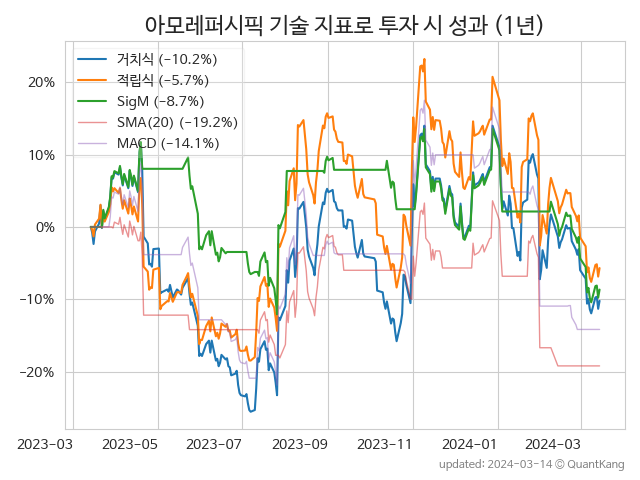 아모레퍼시픽 기술 지표로 투자 시 성과 (1년)
거치식 (−10.2%)
적립식 (−5.7%)
SigM (−8.7%)
SMA(20) (−19.2%)
MACD (−14.1%)
20%
10%
0%
−10%
−20%
2023-03 2023-05 2023-07 2023-09 2023-11 2024-01 2024-03
updated: 2024-03-14 ⓒ QuantKang